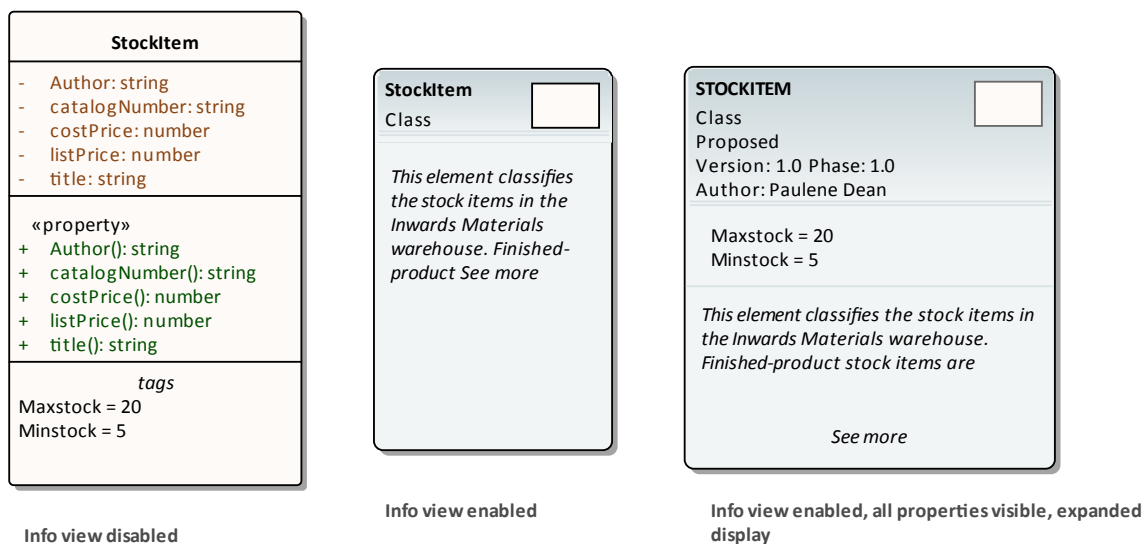 StockItem
- Author: string
- catalogNumber: string
- costPrice: number
- listPrice: number
- title: string
«property»
+ Author(): string
+ catalogNumber(): string
+ costPrice(): number
+ listPrice(): number
+ title(): string
tags
Maxstock = 20
Minstock = 5
Info view disabled
StockItem
Class
This element classifies
the stock items in the
Inwards Materials
warehouse. Finished-
product See more
Info view enabled
STOCKITEM
Class
Proposed
Version: 1.0 Phase: 1.0
Author: Paulene Dean
Maxstock = 20
Minstock = 5
This element classifies the stock items in
the Inwards Materials warehouse.
Finished-product stock items are
See more
Info view enabled, all properties visible, expanded
display